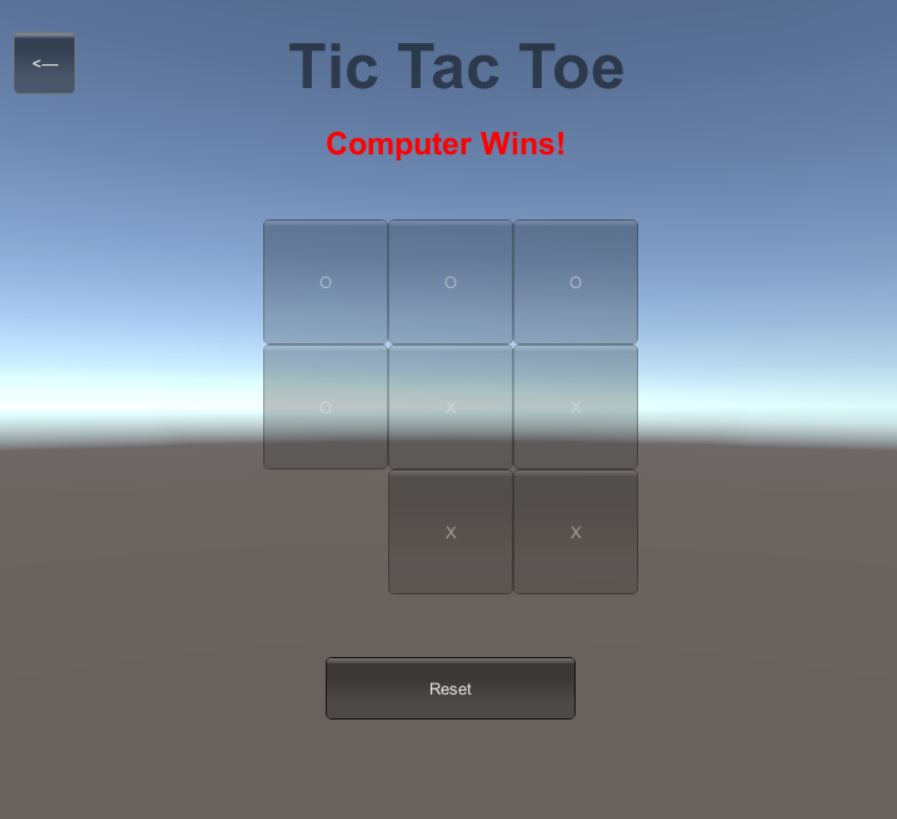 <—
Tic Tac Toe
Computer Wins!
O O O
O X X
X X
Reset